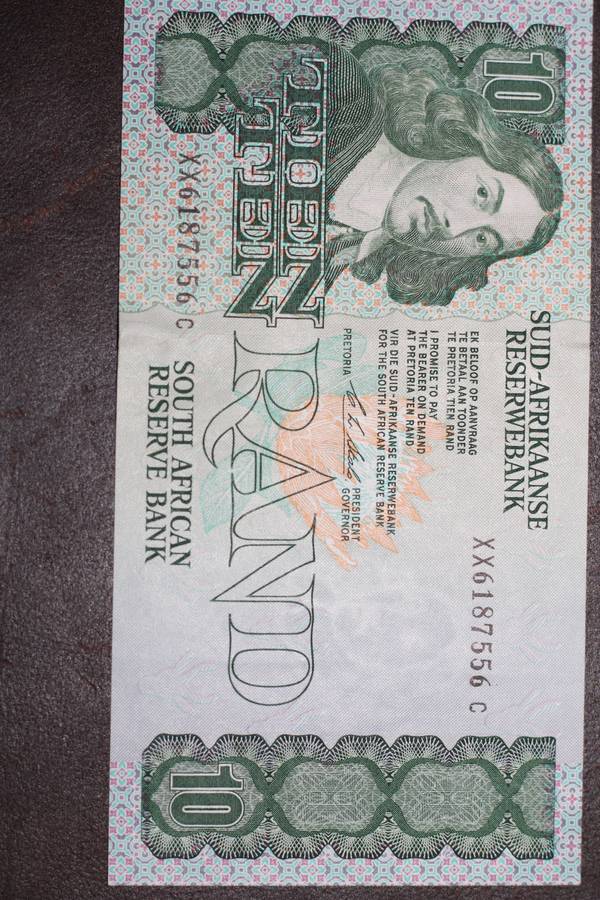 10
SUID-AFRIKAANSE
RESERWEBANK
XX6187556 C
EK BELOOF OP AANVRAAG
TE BETAAL AAN TOONDER
TE PRETORIA TIEN RAND
I PROMISE TO PAY
THE BEARER ON DEMAND
AT PRETORIA TEN RAND
VIR DIE SUID-AFRIKAANSE RESERWEBANK
FOR THE SOUTH AFRICAN RESERVE BANK
PRETORIA
PRESIDENT
GOVERNOR
TIEN
TEN
RAND
XX6187556 C
SOUTH AFRICAN
RESERVE BANK
10